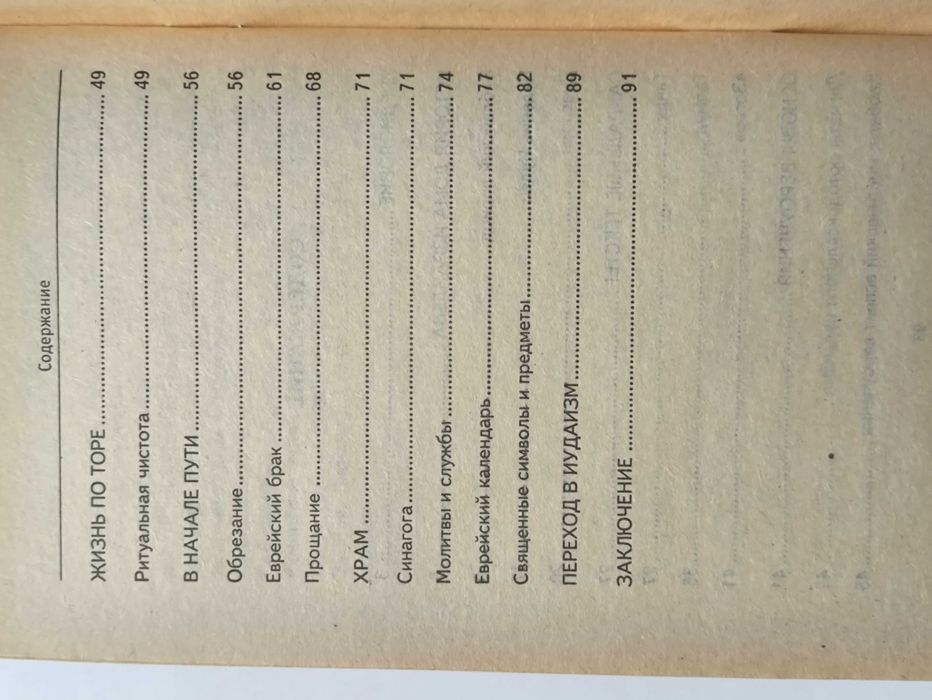 Содержание
ЖИЗНЬ ПО ТОРЕ 49
Ритуальная чистота 49
В НАЧАЛЕ ПУТИ 56
Обрезание 56
Еврейский брак 61
Прощание 68
ХРАМ 71
Синагога 71
Молитвы и службы 74
Еврейский календарь 77
Священные символы и предметы 82
ПЕРЕХОД В ИУДАИЗМ 89
ЗАКЛЮЧЕНИЕ 91